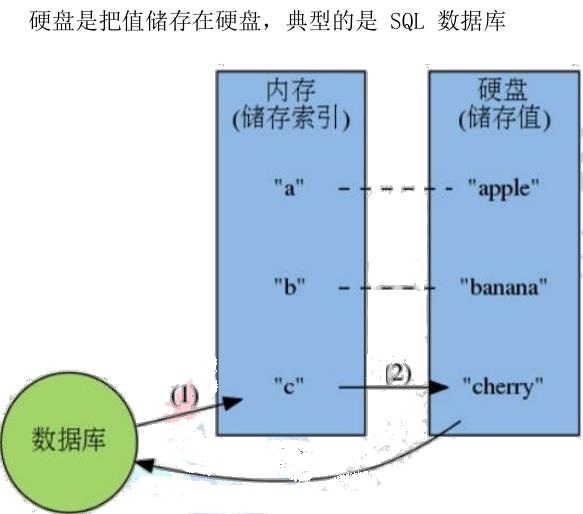 硬盘是把值储存在硬盘，典型的是 SQL 数据库
内存
(储存索引)
硬盘
(储存值)
"a"
"apple"
"b"
"banana"
(1)
"c"
(2)
"cherry"
数据库